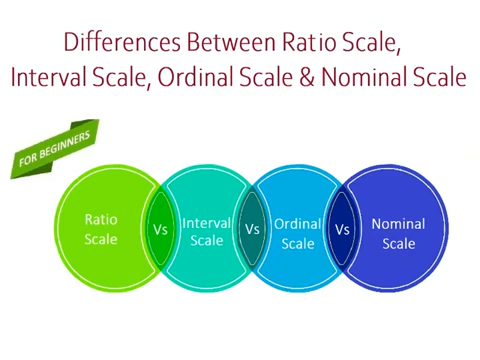 Differences Between Ratio Scale,
Interval Scale, Ordinal Scale & Nominal Scale
FOR BEGINNERS
Ratio
Scale
Vs
Interval
Scale
Vs
Ordinal
Scale
Vs
Nominal
Scale